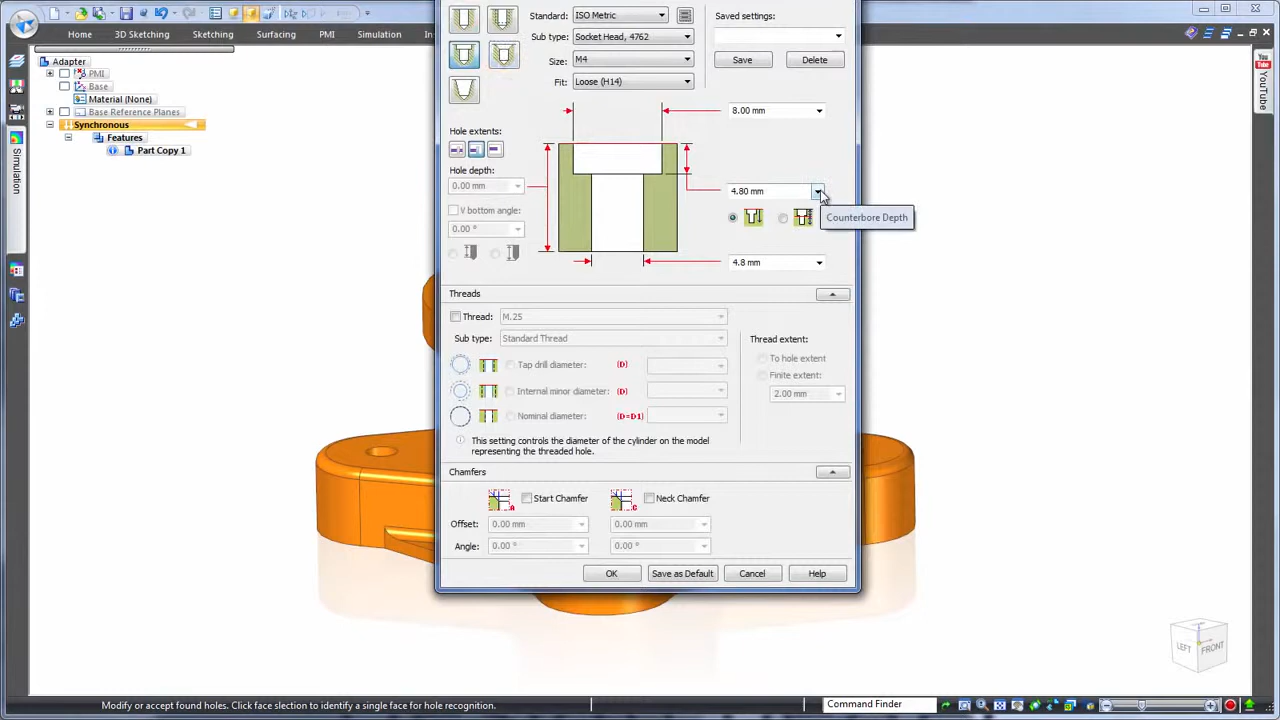 Standard:
ISO Metric
Saved settings:
Sub type:
Socket Head, 4762
Size:
M4
Save
Delete
Fit:
Loose (H14)
Home
3D Sketching
Sketching
Surfacing
PMI
Simulation
Adapter
PMI
Base
Material (None)
Base Reference Planes
Synchronous
Features
Part Copy 1
Simulation
YouTube
You
Tube
8.00 mm
Hole extents:
Hole depth:
0.00 mm
4.80 mm
Counterbore Depth
V bottom angle:
0.00 °
4.8 mm
Threads
Thread:
M.25
Sub type:
Standard Thread
Thread extent:
Tap drill diameter:
(D)
To hole extent
Finite extent:
Internal minor diameter:
(D)
2.00 mm
Nominal diameter:
(D=D1)
This setting controls the diameter of the cylinder on the model
representing the threaded hole.
Chamfers
Start Chamfer
Neck Chamfer
A
C
Offset:
0.00 mm
0.00 mm
Angle:
0.00 °
0.00 °
OK
Save as Default
Cancel
Help
LEFT
FRONT
Modify or accept found holes. Click face slection to identify a single face for hole recognition.
Command Finder